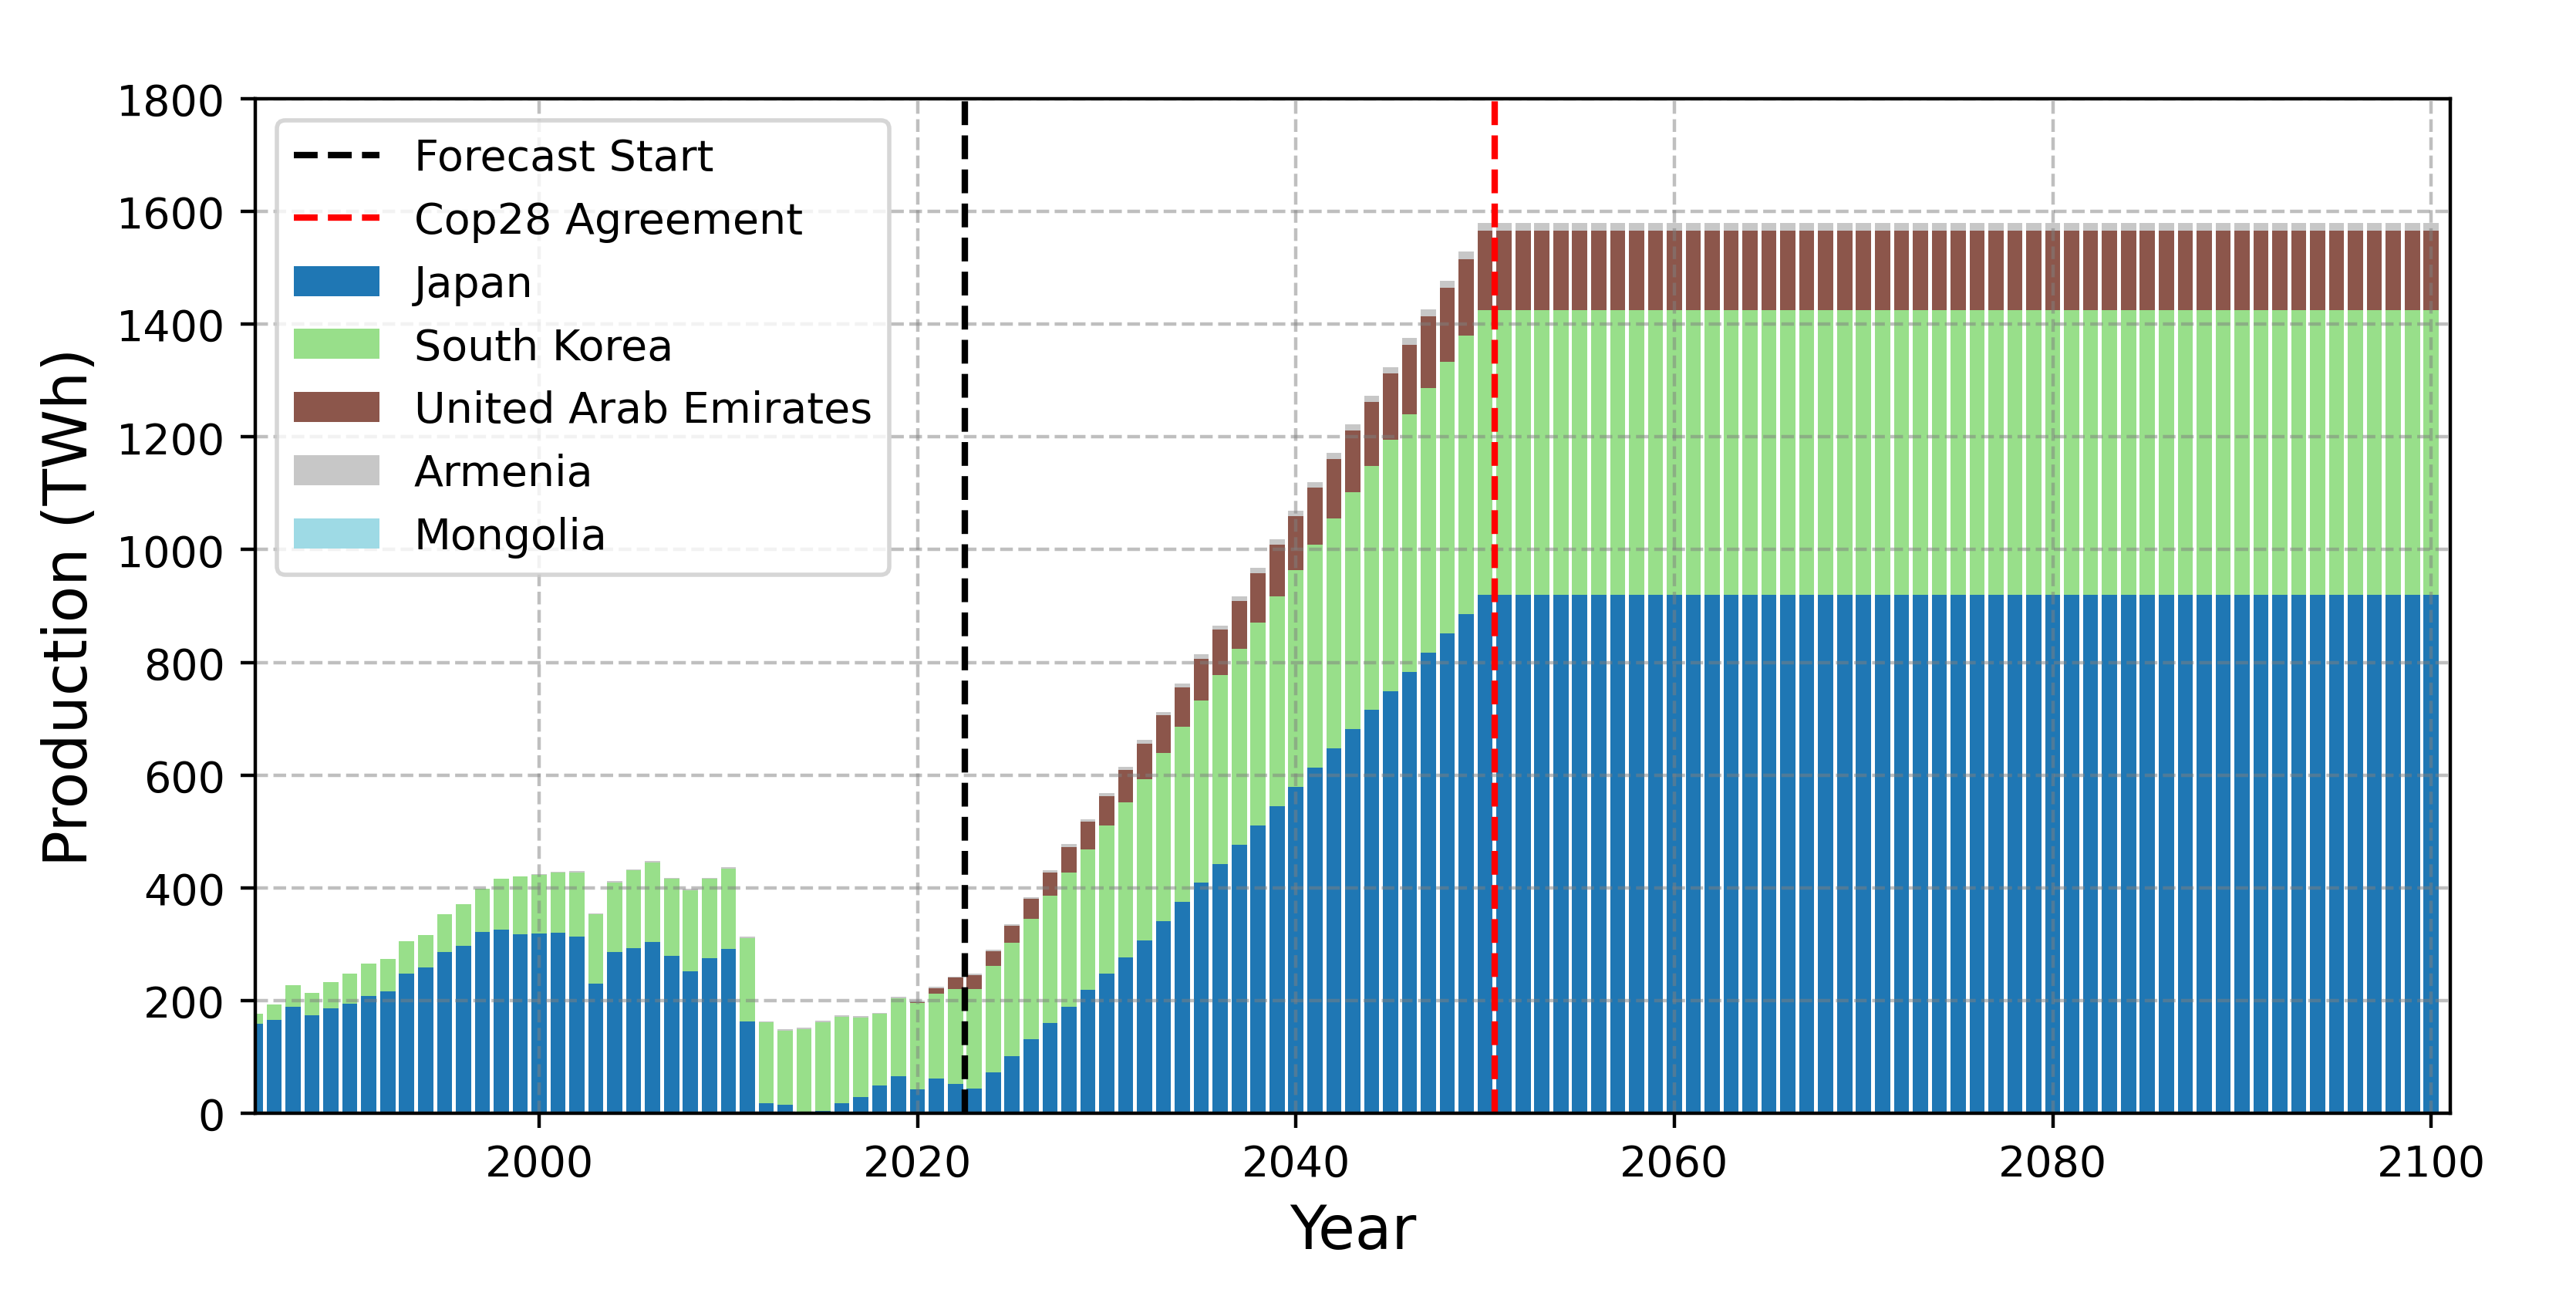 1800
1600
1400
1200
1000
800
600
400
200
0
Production (TWh)
Forecast Start
Cop28 Agreement
Japan
South Korea
United Arab Emirates
Armenia
Mongolia
2000 2020 2040 2060 2080 2100
Year